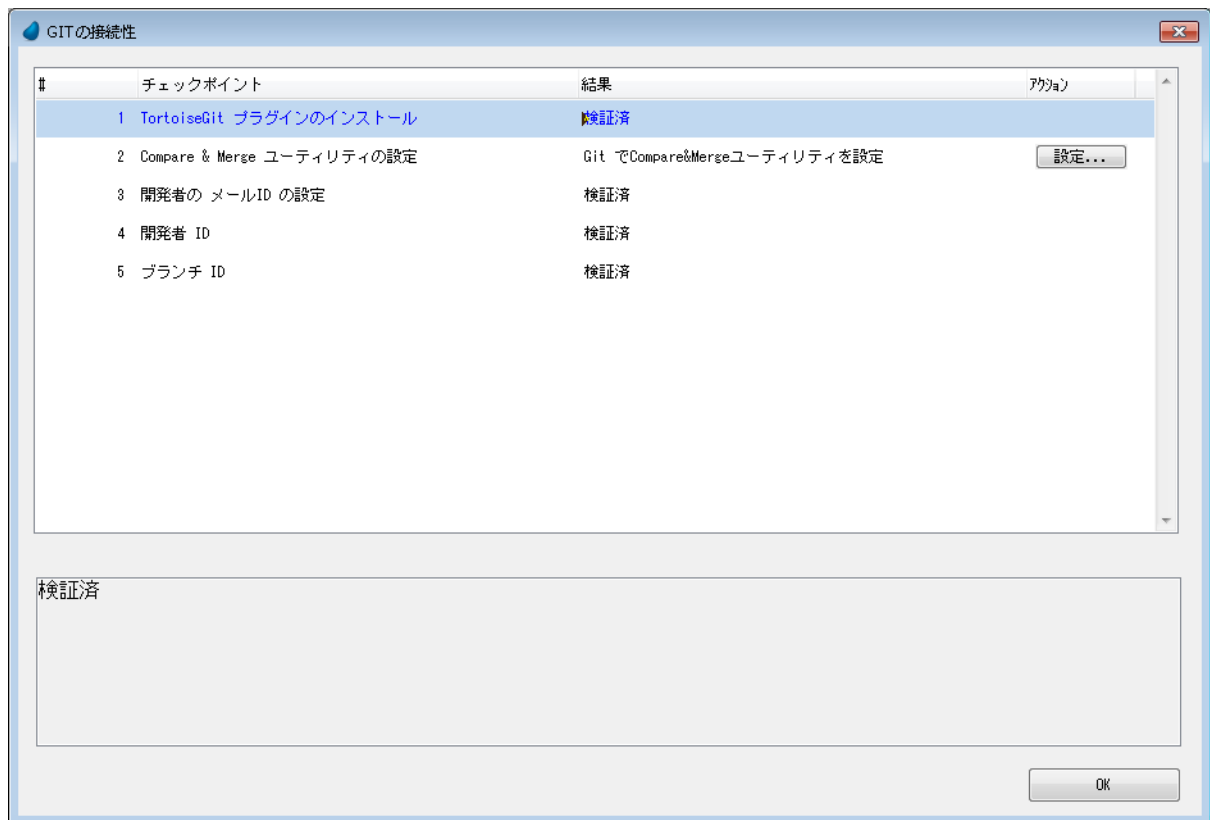 GITの接続性
# チェックポイント 結果 ｱｸｼｮﾝ
1 TortoiseGit プラグインのインストール 検証済
2 Compare & Merge ユーティリティの設定 Git でCompare&Mergeユーティリティを設定 設定...
3 開発者の メールID の設定 検証済
4 開発者 ID 検証済
5 ブランチ ID 検証済
検証済
OK